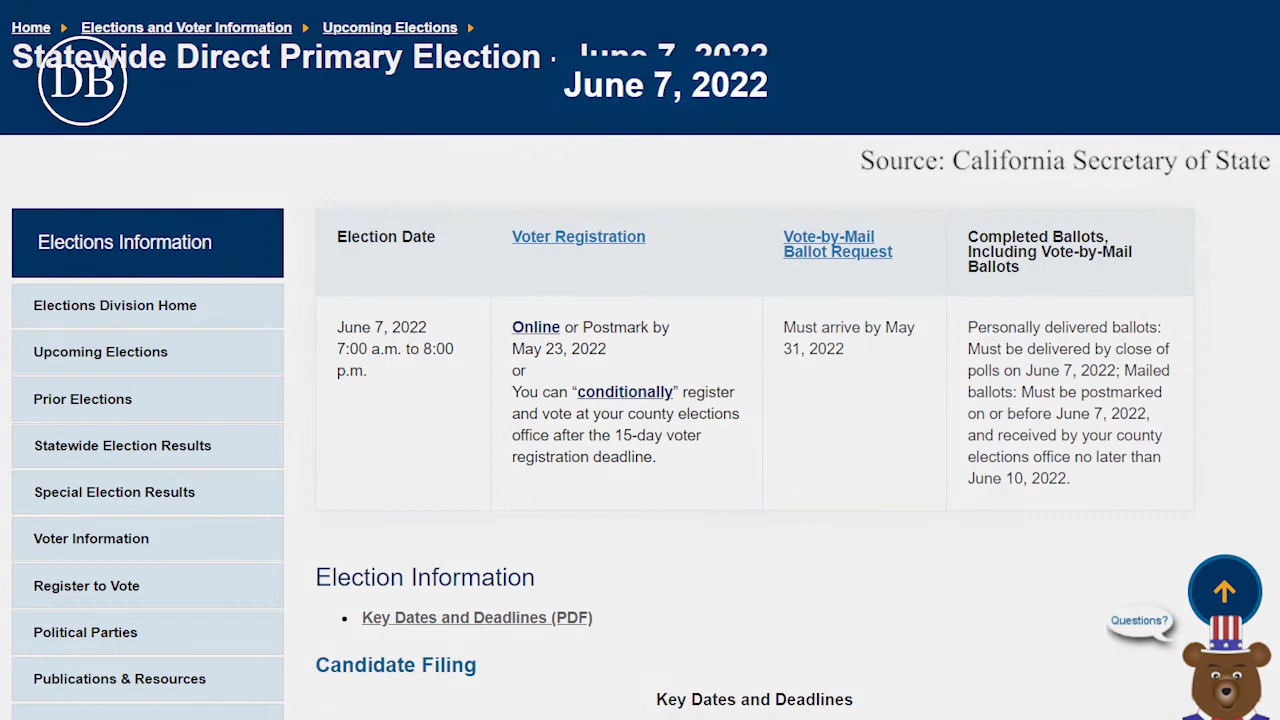 Home Elections and Voter Information Upcoming Elections
Statewide Direct Primary Election · June 7, 2022
June 7, 2022
DB
Source: California Secretary of State
Elections Information
Elections Division Home
Upcoming Elections
Prior Elections
Statewide Election Results
Special Election Results
Voter Information
Register to Vote
Political Parties
Publications & Resources
Election Date
Voter Registration
Vote-by-Mail
Ballot Request
Completed Ballots,
Including Vote-by-Mail
Ballots
June 7, 2022
7:00 a.m. to 8:00
p.m.
Online or Postmark by
May 23, 2022
or
You can “conditionally” register
and vote at your county elections
office after the 15-day voter
registration deadline.
Must arrive by May
31, 2022
Personally delivered ballots:
Must be delivered by close of
polls on June 7, 2022; Mailed
ballots: Must be postmarked
on or before June 7, 2022,
and received by your county
elections office no later than
June 10, 2022.
Election Information
• Key Dates and Deadlines (PDF)
Candidate Filing
Key Dates and Deadlines
Questions?